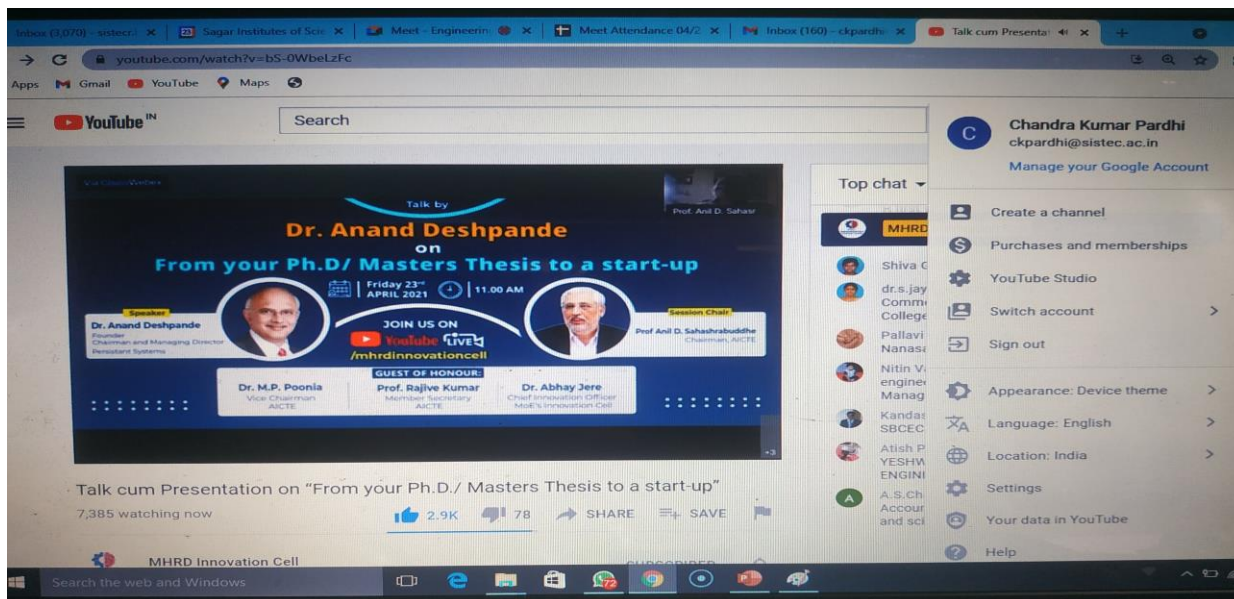 Inbox (3,070) - sistec.r
Sagar Institutes of Scie
Meet - Engineerin
Meet Attendance 04/2
Inbox (160) - ckpardhi
Talk cum Presentat
youtube.com/watch?v=bS-0WbeLzFc
Apps
Gmail
YouTube
Maps
YouTube IN
Search
Chandra Kumar Pardhi
ckpardhi@sistec.ac.in
Manage your Google Account
Create a channel
Purchases and memberships
YouTube Studio
Switch account
Sign out
Appearance: Device theme
Language: English
Location: India
Settings
Your data in YouTube
Help
Prof. Anil D. Sahasr
Talk by
Dr. Anand Deshpande
on
From your Ph.D/ Masters Thesis to a start-up
Friday 23rd
APRIL 2021
11.00 AM
Speaker
Dr. Anand Deshpande
Founder
Chairman and Managing Director
Persistant Systems
JOIN US ON
YouTube LIVE
/mhrdinnovationcell
Session Chair
Prof Anil D. Sahashrabuddhe
Chairman, AICTE
GUEST OF HONOUR:
Dr. M.P. Poonia
Vice Chairman
AICTE
Prof. Rajive Kumar
Member Secretary
AICTE
Dr. Abhay Jere
Chief Innovation Officer
MoE's Innovation Cell
+3
Top chat
MHRD
Shiva G
dr.s.jay
Comme
College
Pallavi
Nanasa
Nitin V
enginee
Manag
Kandas
SBCEC
Atish P
YESHW
ENGINI
A
A.S.Ch
Accour
and sci
Talk cum Presentation on "From your Ph.D./ Masters Thesis to a start-up"
7,385 watching now
2.9K
78
SHARE
SAVE
MHRD Innovation Cell
SUBSCRIBED
Search the web and Windows
72